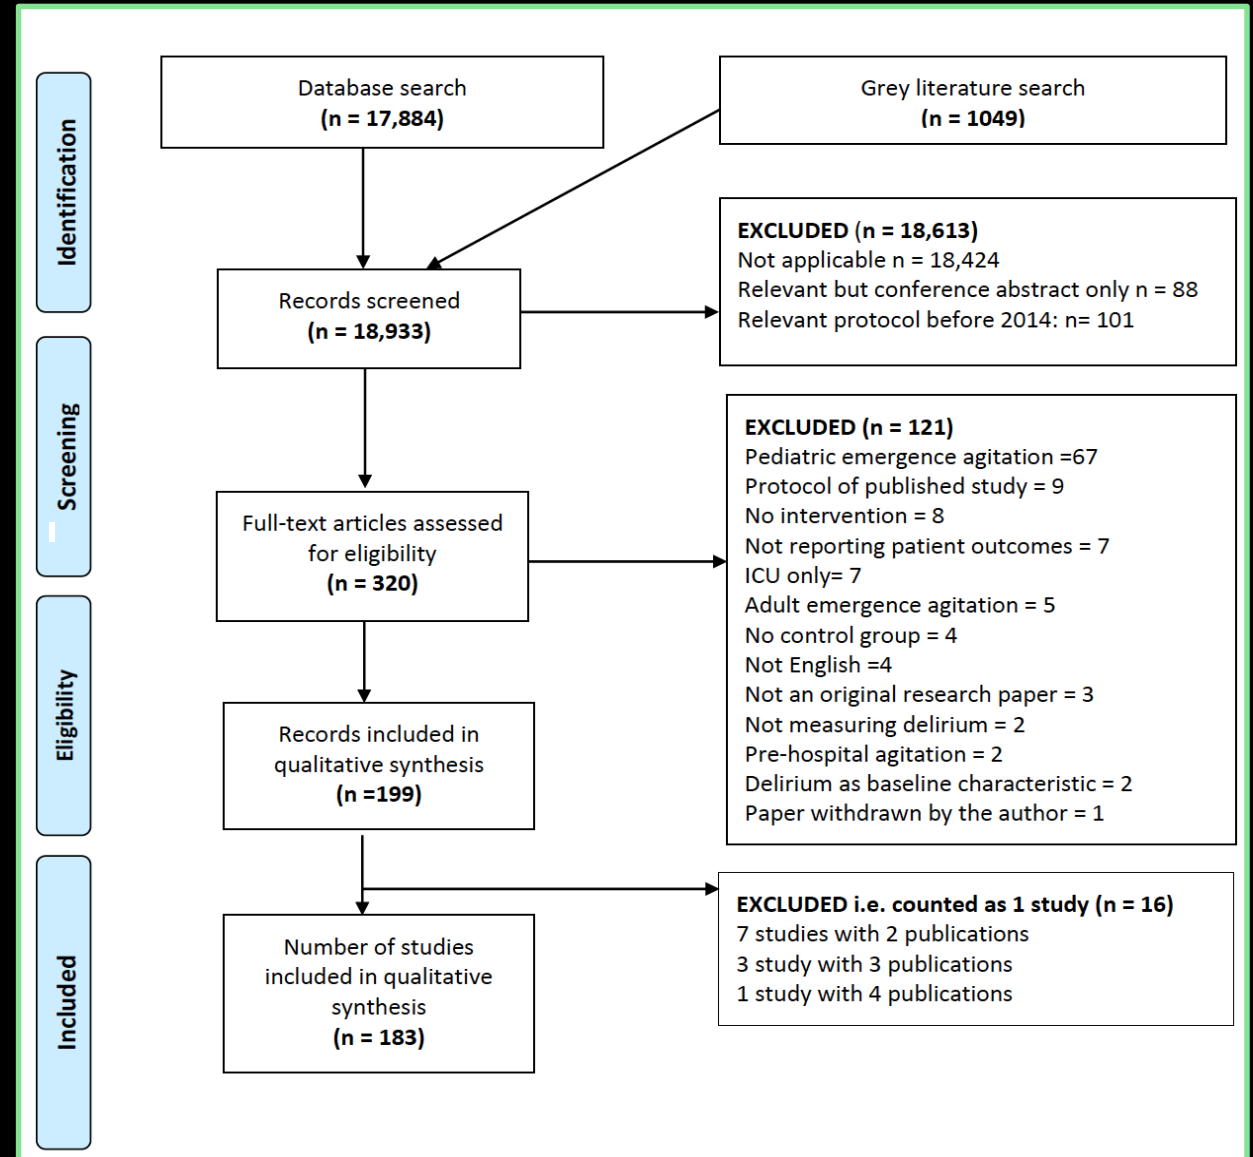 Identification
Database search
(n = 17,884)
Grey literature search
(n = 1049)
Records screened
(n = 18,933)
EXCLUDED (n = 18,613)
Not applicable n = 18,424
Relevant but conference abstract only n = 88
Relevant protocol before 2014: n= 101
Screening
Full-text articles assessed
for eligibility
(n = 320)
EXCLUDED (n = 121)
Pediatric emergence agitation =67
Protocol of published study = 9
No intervention = 8
Not reporting patient outcomes = 7
ICU only= 7
Adult emergence agitation = 5
No control group = 4
Not English =4
Not an original research paper = 3
Not measuring delirium = 2
Pre-hospital agitation = 2
Delirium as baseline characteristic = 2
Paper withdrawn by the author = 1
Eligibility
Records included in
qualitative synthesis
(n =199)
Included
Number of studies
included in qualitative
synthesis
(n = 183)
EXCLUDED i.e. counted as 1 study (n = 16)
7 studies with 2 publications
3 study with 3 publications
1 study with 4 publications